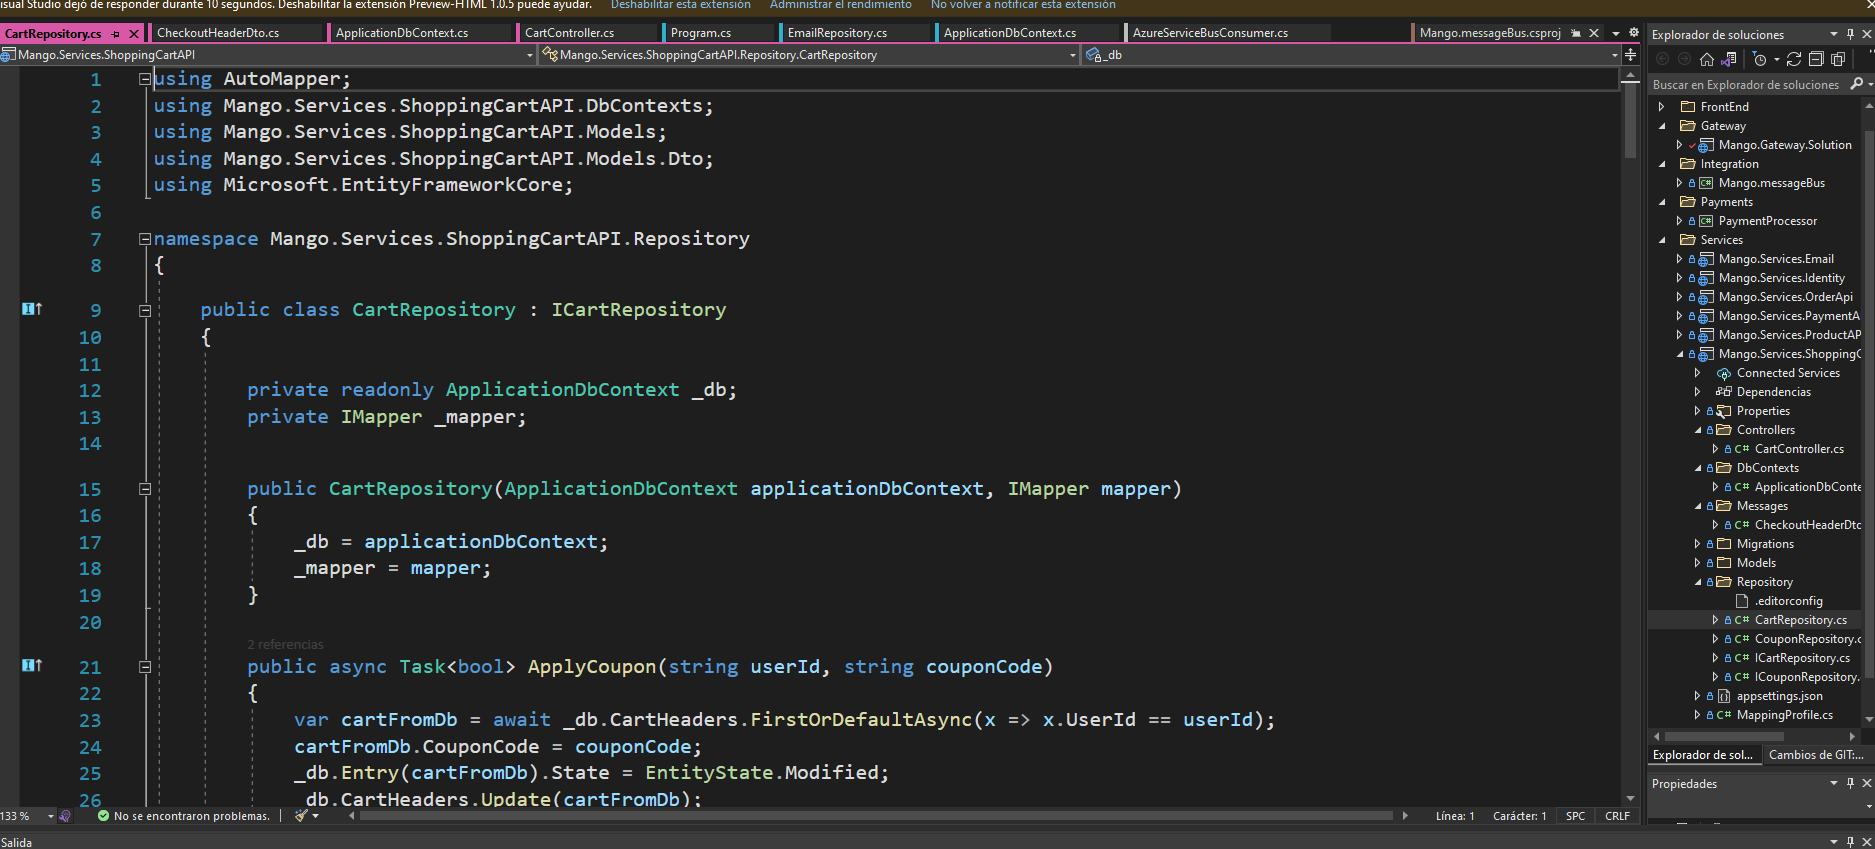 isual Studio dejó de responder durante 10 segundos. Deshabilitar la extensión Preview-HTML 1.0.5 puede ayudar. Deshabilitar esta extensión Administrar el rendimiento No volver a notificar esta extensión
CartRepository.cs CheckoutHeaderDto.cs ApplicationDbContext.cs CartController.cs Program.cs EmailRepository.cs ApplicationDbContext.cs AzureServiceBusConsumer.cs Mango.messageBus.csproj
Mango.Services.ShoppingCartAPI Mango.Services.ShoppingCartAPI.Repository.CartRepository _db
1 using AutoMapper;
2 using Mango.Services.ShoppingCartAPI.DbContexts;
3 using Mango.Services.ShoppingCartAPI.Models;
4 using Mango.Services.ShoppingCartAPI.Models.Dto;
5 using Microsoft.EntityFrameworkCore;
6
7 namespace Mango.Services.ShoppingCartAPI.Repository
8 {
9 public class CartRepository : ICartRepository
10 {
11
12 private readonly ApplicationDbContext _db;
13 private IMapper _mapper;
14
15 public CartRepository(ApplicationDbContext applicationDbContext, IMapper mapper)
16 {
17 _db = applicationDbContext;
18 _mapper = mapper;
19 }
20
2 referencias
21 public async Task<bool> ApplyCoupon(string userId, string couponCode)
22 {
23 var cartFromDb = await _db.CartHeaders.FirstOrDefaultAsync(x => x.UserId == userId);
24 cartFromDb.CouponCode = couponCode;
25 _db.Entry(cartFromDb).State = EntityState.Modified;
26 _db.CartHeaders.Update(cartFromDb);
133 % No se encontraron problemas. Línea: 1 Carácter: 1 SPC CRLF
Salida
Explorador de soluciones
Buscar en Explorador de soluciones
FrontEnd
Gateway
Mango.Gateway.Solution
Integration
Mango.messageBus
Payments
PaymentProcessor
Services
Mango.Services.Email
Mango.Services.Identity
Mango.Services.OrderApi
Mango.Services.PaymentA
Mango.Services.ProductAP
Mango.Services.ShoppingC
Connected Services
Dependencias
Properties
Controllers
C# CartController.cs
DbContexts
C# ApplicationDbConte
Messages
C# CheckoutHeaderDto
Migrations
Models
Repository
.editorconfig
C# CartRepository.cs
C# CouponRepository.c
C# ICartRepository.cs
C# ICouponRepository.
appsettings.json
C# MappingProfile.cs
Explorador de sol... Cambios de GIT:...
Propiedades